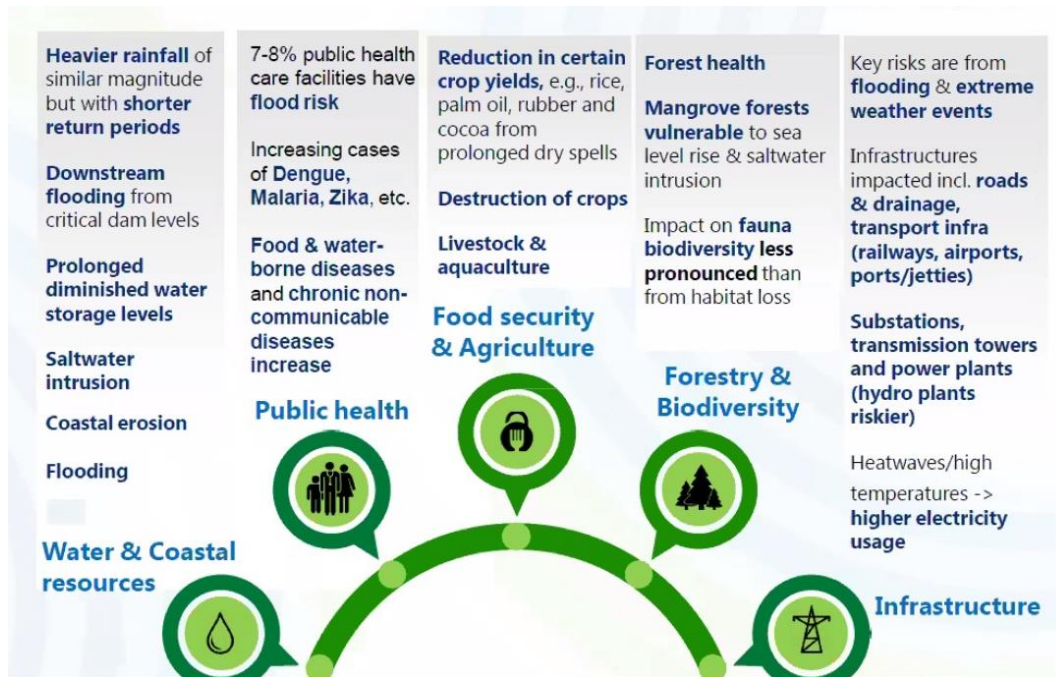 Heavier rainfall of
similar magnitude
but with shorter
return periods
Downstream
flooding from
critical dam levels
Prolonged
diminished water
storage levels
Saltwater
intrusion
Coastal erosion
Flooding
Water & Coastal
resources
7-8% public health
care facilities have
flood risk
Increasing cases
of Dengue,
Malaria, Zika, etc.
Food & water-
borne diseases
and chronic non-
communicable
diseases
increase
Public health
Reduction in certain
crop yields, e.g., rice,
palm oil, rubber and
cocoa from
prolonged dry spells
Destruction of crops
Livestock &
aquaculture
Food security
& Agriculture
Forest health
Mangrove forests
vulnerable to sea
level rise & saltwater
intrusion
Impact on fauna
biodiversity less
pronounced than
from habitat loss
Forestry &
Biodiversity
Key risks are from
flooding & extreme
weather events
Infrastructures
impacted incl. roads
& drainage,
transport infra
(railways, airports,
ports/jetties)
Substations,
transmission towers
and power plants
(hydro plants
riskier)
Heatwaves/high
temperatures ->
higher electricity
usage
Infrastructure